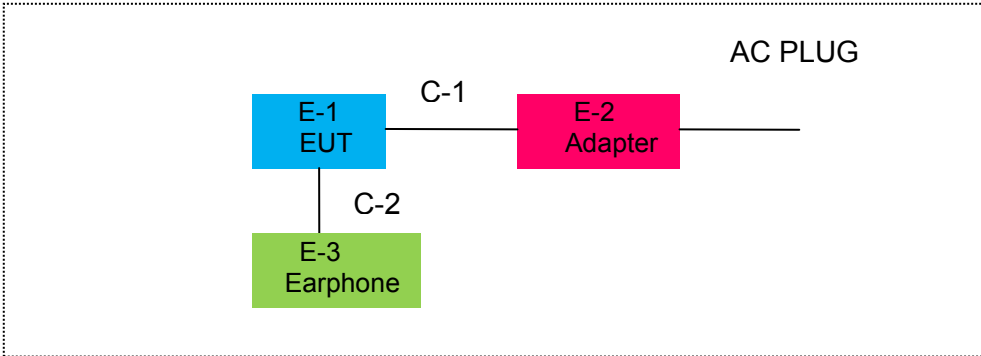 AC PLUG
C-1
E-1
EUT
E-2
Adapter
C-2
E-3
Earphone